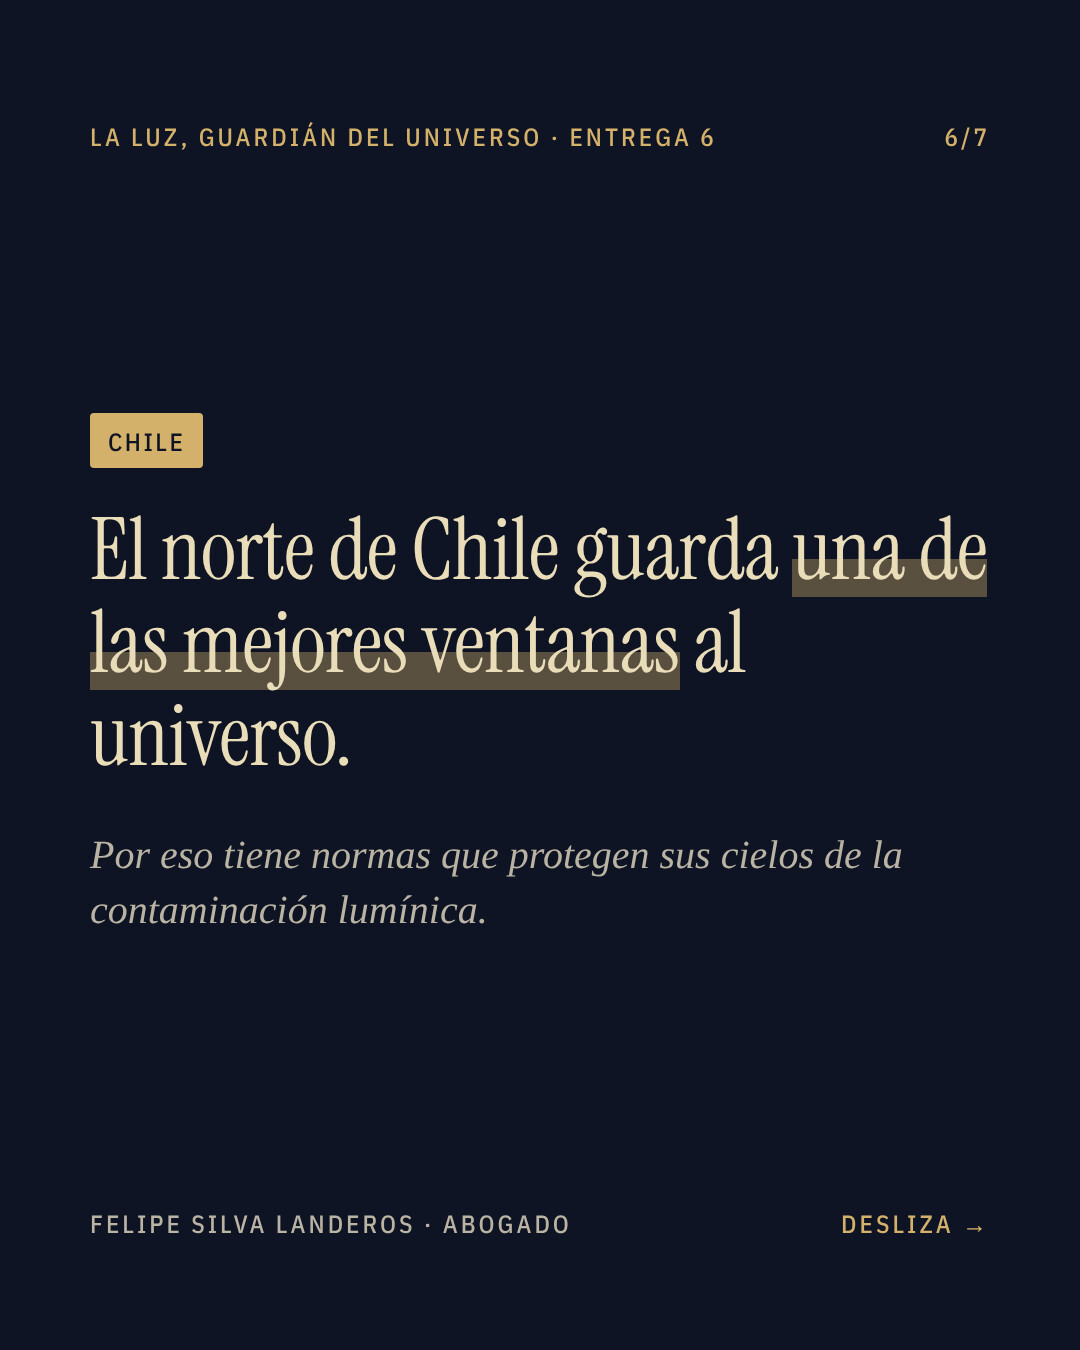 LA LUZ, GUARDIÁN DEL UNIVERSO · ENTREGA 6
6/7
CHILE
El norte de Chile guarda una de
las mejores ventanas al
universo.
Por eso tiene normas que protegen sus cielos de la
contaminación lumínica.
FELIPE SILVA LANDEROS · ABOGADO
DESLIZA →